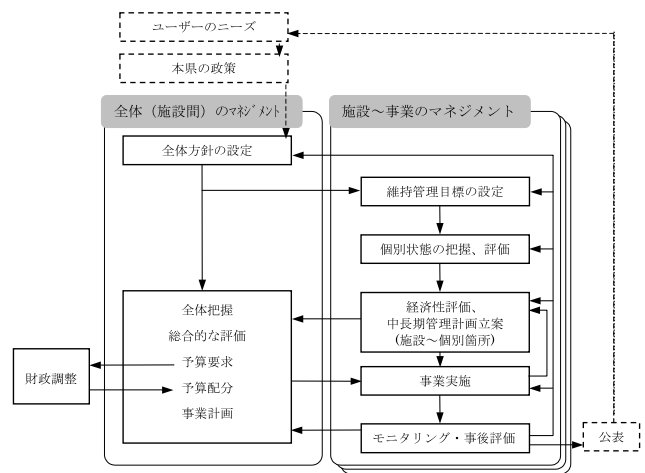 ユーザーのニーズ
本県の政策
全体（施設間）のﾏﾈｼﾞﾒﾝﾄ
施設～事業のマネジメント
全体方針の設定
維持管理目標の設定
個別状態の把握、評価
全体把握
総合的な評価
予算要求
予算配分
事業計画
経済性評価、
中長期管理計画立案
(施設～個別箇所)
財政調整
事業実施
モニタリング・事後評価
公表